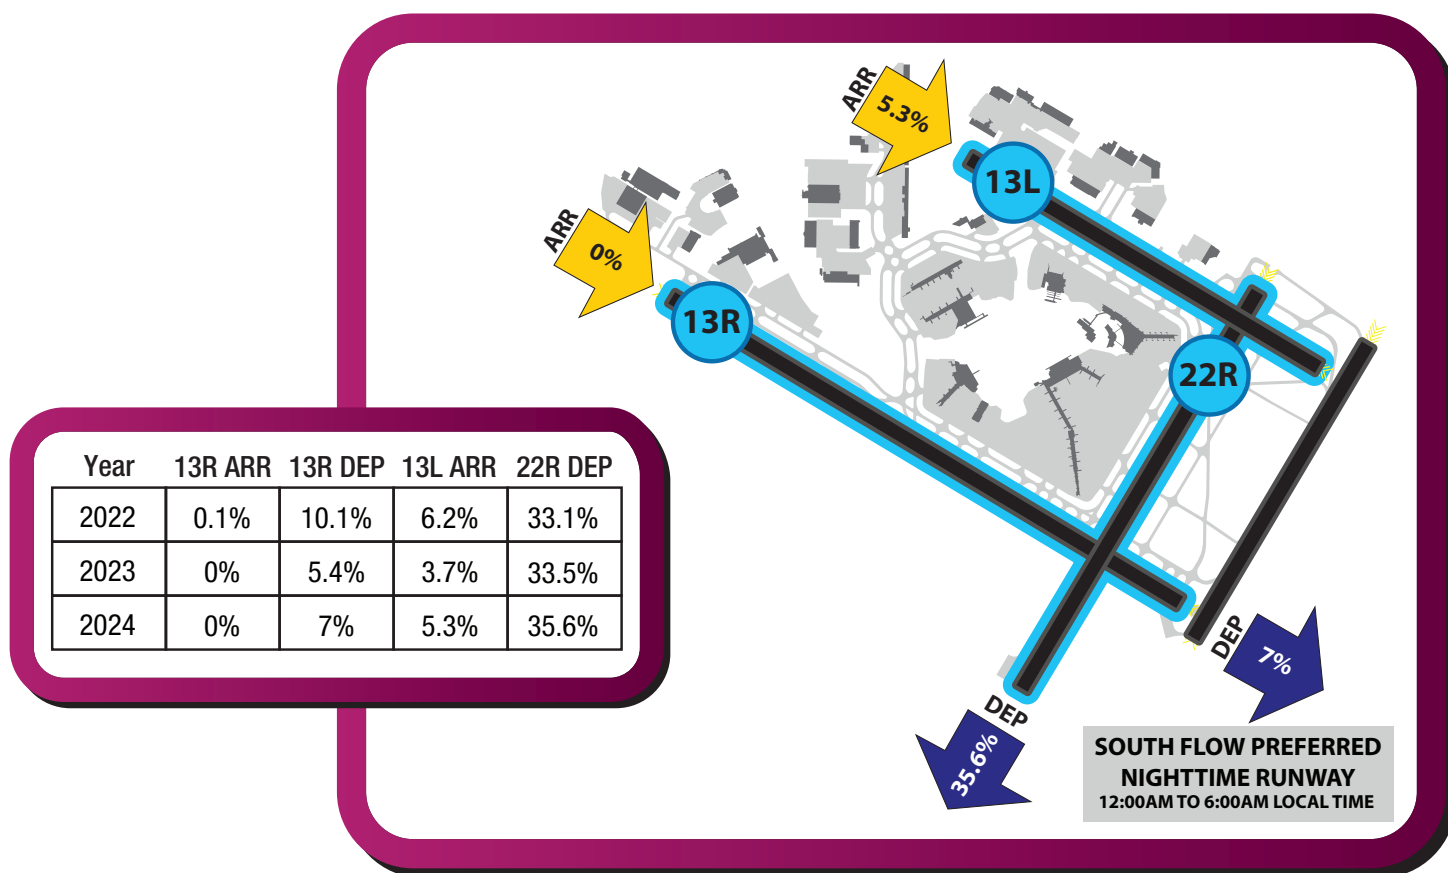 ARR
5.3%
13L
ARR
0%
13R
22R
Year 13R ARR 13R DEP 13L ARR 22R DEP
2022 0.1% 10.1% 6.2% 33.1%
2023 0% 5.4% 3.7% 33.5%
2024 0% 7% 5.3% 35.6%
DEP
7%
DEP
35.6%
SOUTH FLOW PREFERRED
NIGHTTIME RUNWAY
12:00AM TO 6:00AM LOCAL TIME